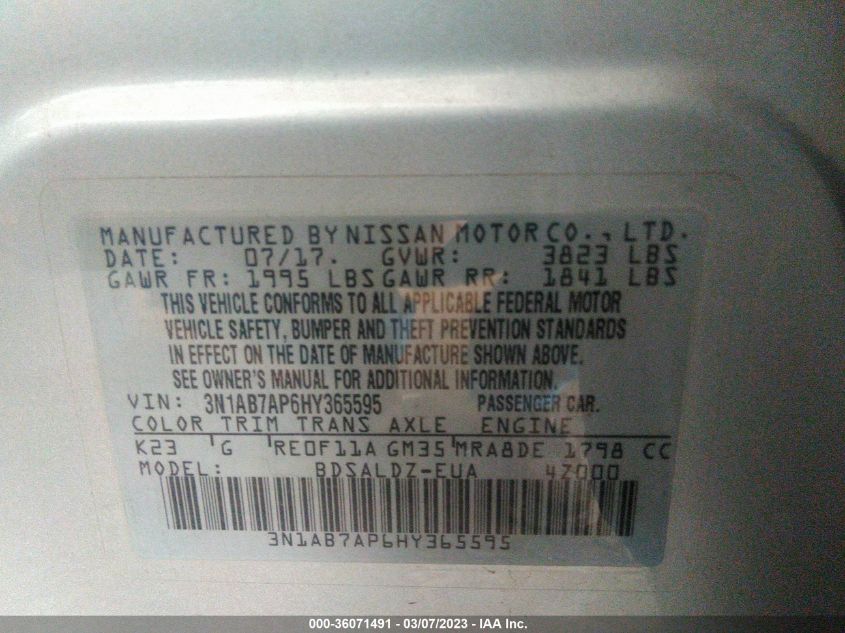 MANUFACTURED BY NISSAN MOTOR CO., LTD.
DATE: 07/17. GVWR: 3823 LBS
GAWR FR: 1995 LBS GAWR RR: 1841 LBS
THIS VEHICLE CONFORMS TO ALL APPLICABLE FEDERAL MOTOR
VEHICLE SAFETY, BUMPER AND THEFT PREVENTION STANDARDS
IN EFFECT ON THE DATE OF MANUFACTURE SHOWN ABOVE.
SEE OWNER'S MANUAL FOR ADDITIONAL INFORMATION.
VIN: 3N1AB7AP6HY365595 PASSENGER CAR.
COLOR TRIM TRANS AXLE ENGINE
K23 G RE0F11A GM35 MRA8DE 1798 CC
MODEL: BDSALDZ-EUA 4Z000
3N1AB7AP6HY365595
000-36071491 - 03/07/2023 - IAA Inc.